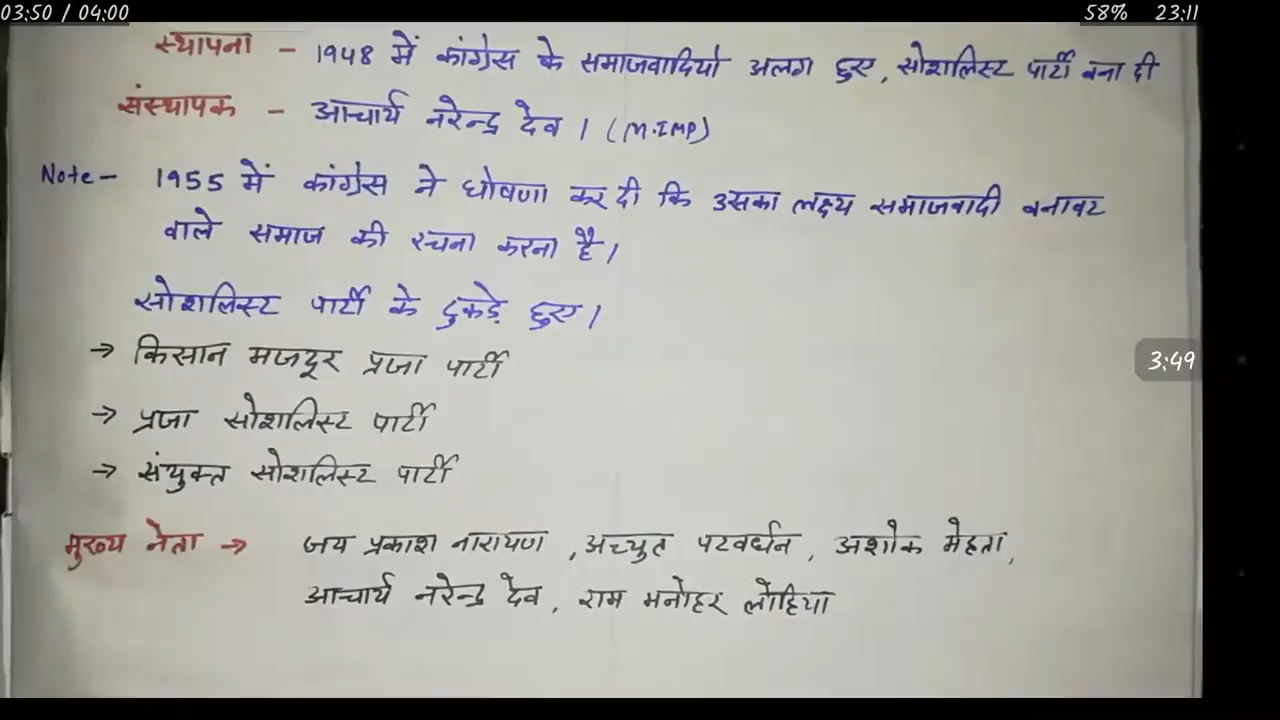 03:50 / 04:00
58% 23:11
स्थापना - 1948 में कांग्रेस के समाजवादियो अलग हुए, सोशलिस्ट पार्टी बना दी
संस्थापक - आचार्य नरेन्द्र देव । (M.IMP)
Note- 1955 में कांग्रेस ने घोषणा कर दी कि उसका लक्ष्य समाजवादी बनावट
वाले समाज की रचना करना है।
सोशलिस्ट पार्टी के टुकड़े हुए।
→ किसान मजदूर प्रजा पार्टी
3:49
→ प्रजा सोशलिस्ट पार्टी
→ संयुक्त सोशलिस्ट पार्टी
मुख्य नेता → जय प्रकाश नारायण , अच्युत पटवर्धन, अशोक मेहता,
आचार्य नरेन्द्र देव, राम मनोहर लोहिया